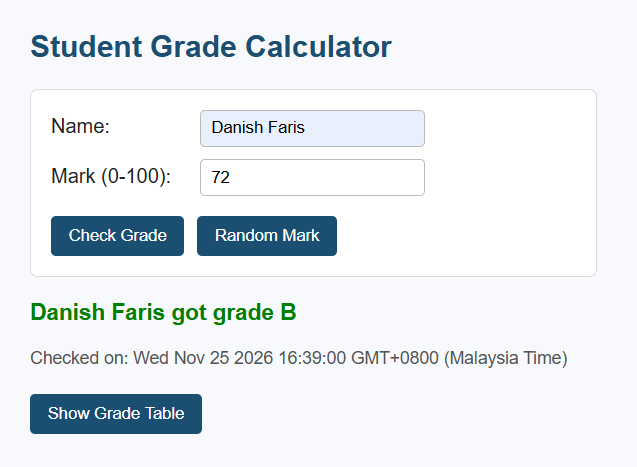 Student Grade Calculator
Name: Danish Faris
Mark (0-100): 72
Check Grade Random Mark
Danish Faris got grade B
Checked on: Wed Nov 25 2026 16:39:00 GMT+0800 (Malaysia Time)
Show Grade Table